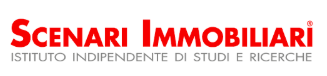 SCENARI IMMOBILIARI®
ISTITUTO INDIPENDENTE DI STUDI E RICERCHE